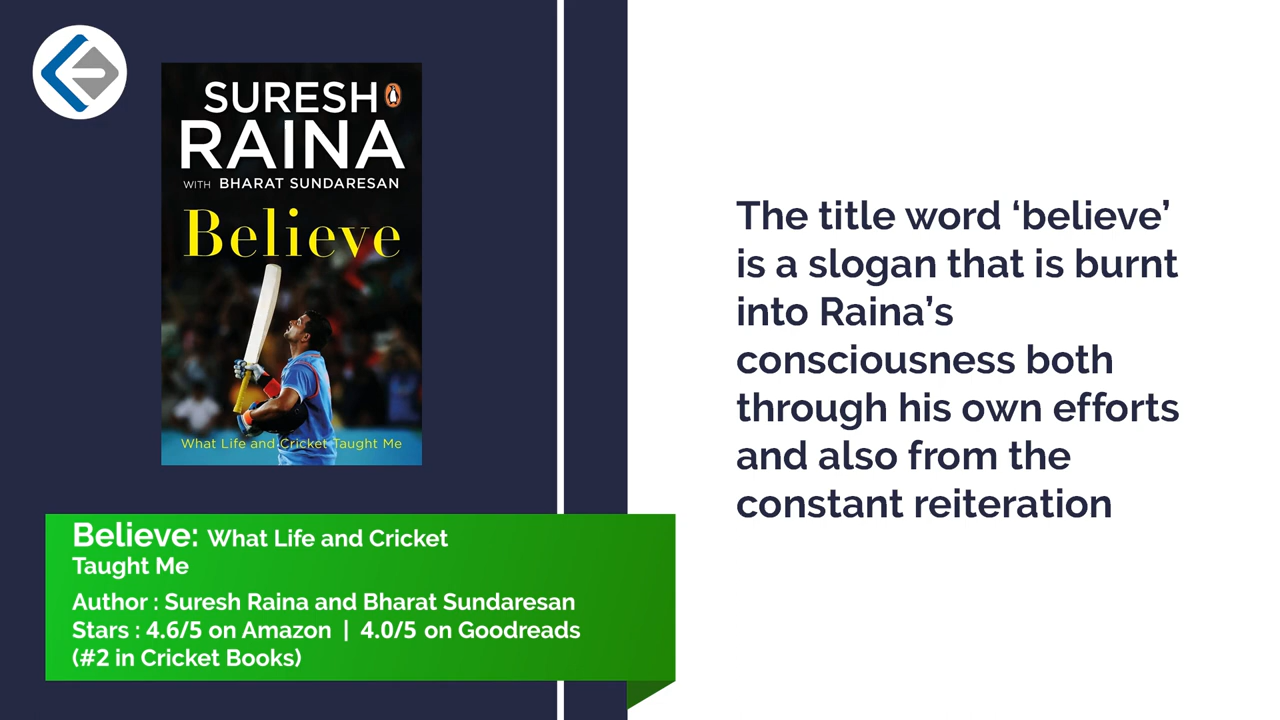 SURESH
RAINA
WITH BHARAT SUNDARESAN
Believe
What Life and Cricket Taught Me
Believe: What Life and Cricket
Taught Me
Author : Suresh Raina and Bharat Sundaresan
Stars : 4.6/5 on Amazon | 4.0/5 on Goodreads
(#2 in Cricket Books)
The title word ‘believe’
is a slogan that is burnt
into Raina’s
consciousness both
through his own efforts
and also from the
constant reiteration